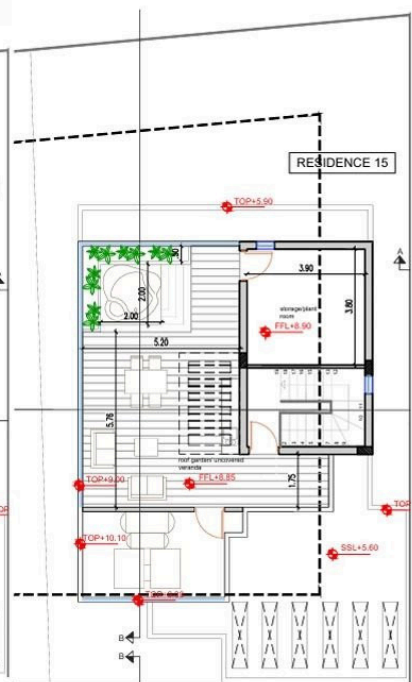 RESIDENCE 15
TOP+5.90
A
.50
3.90
2.00
2.00
storage/plant
room
3.80
FFL+8.90
5.20
5.76
roof garden/ uncovered
veranda
1.75
TOP+9.00
FFL+8.85
TOP
TOP+10.10
SSL+5.60
B
B